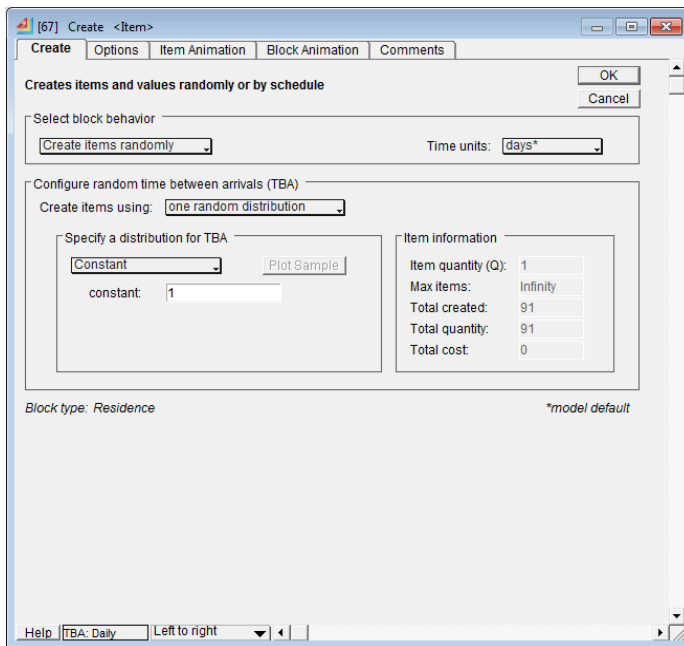 [67] Create <Item>
Create Options Item Animation Block Animation Comments
OK
Creates items and values randomly or by schedule
Cancel
Select block behavior
Create items randomly Time units: days*
Configure random time between arrivals (TBA)
Create items using: one random distribution
Specify a distribution for TBA
Constant Plot Sample
constant: 1
Item information
Item quantity (Q): 1
Max items: Infinity
Total created: 91
Total quantity: 91
Total cost: 0
Block type: Residence *model default
Help TBA: Daily Left to right